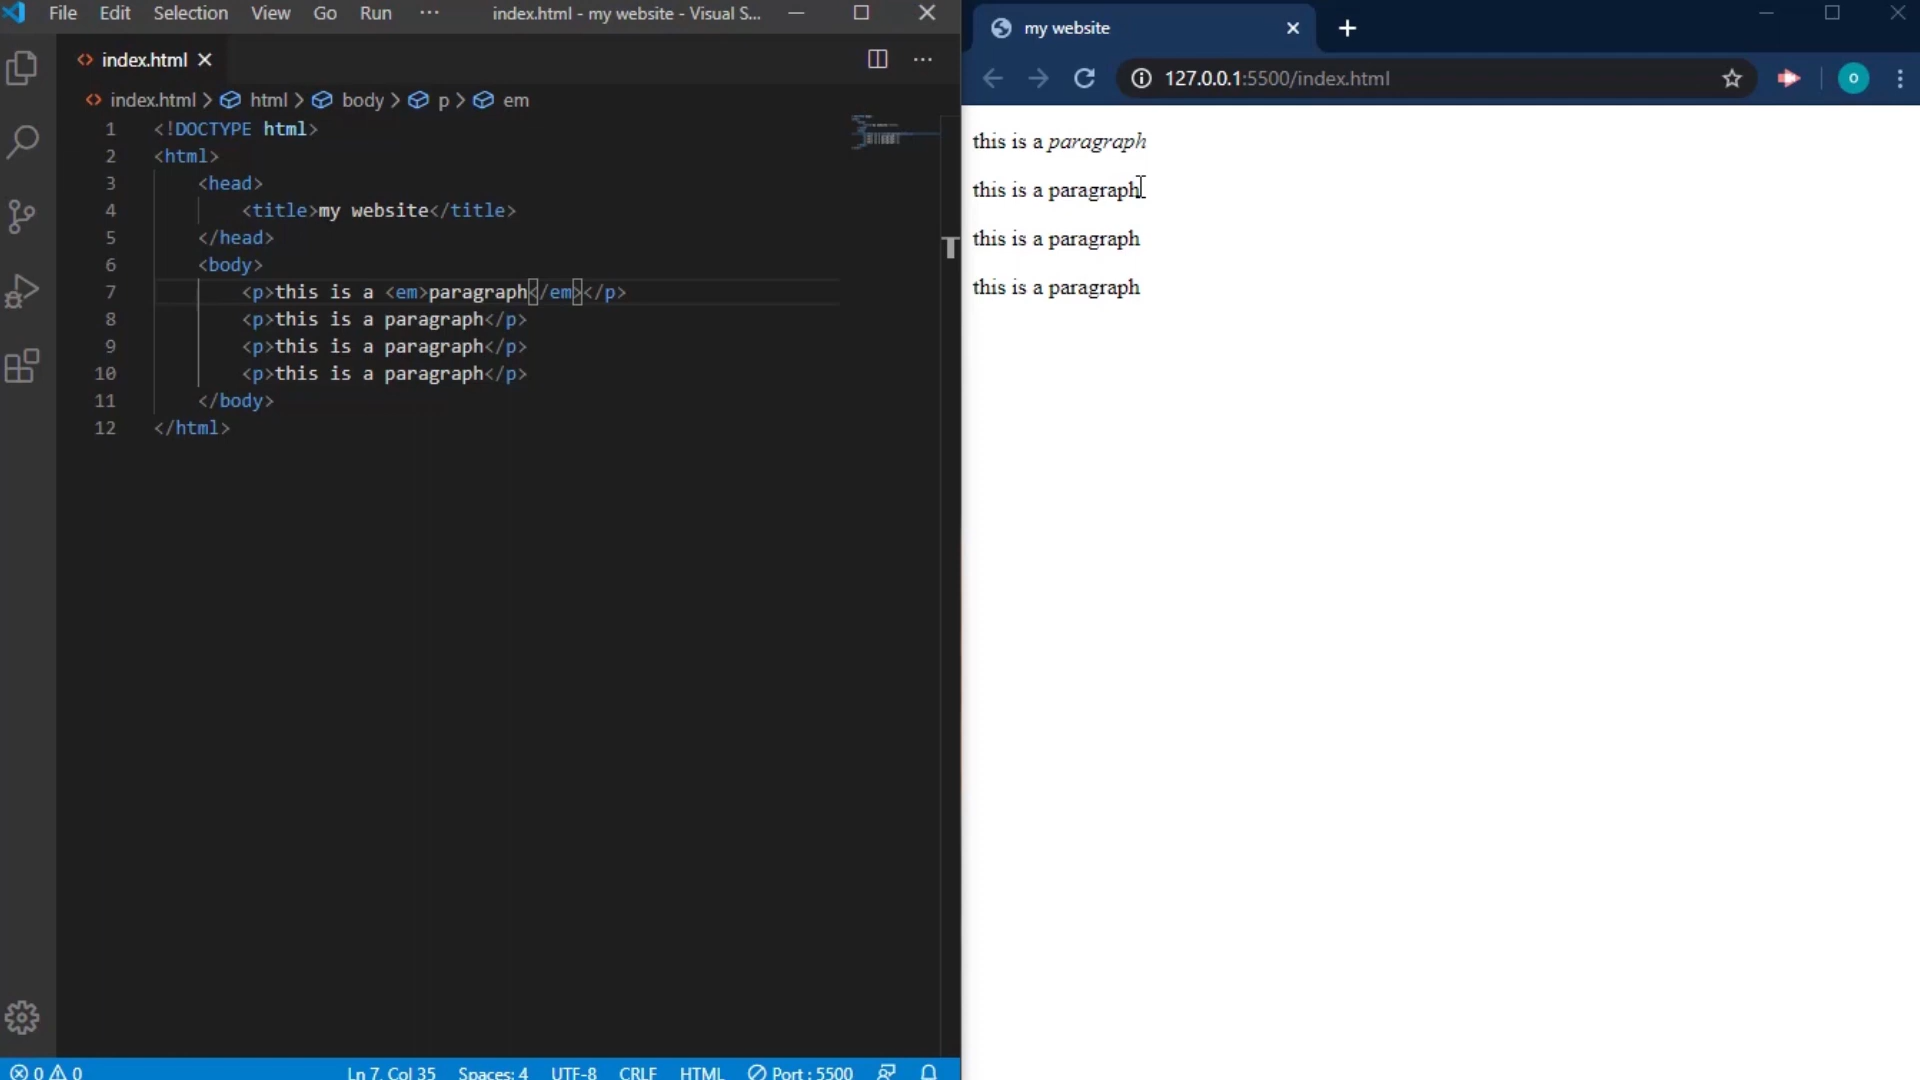 File Edit Selection View Go Run ··· index.html - my website - Visual S...
index.html
index.html > html > body > p > em
1 <!DOCTYPE html>
2 <html>
3 <head>
4 <title>my website</title>
5 </head>
6 <body>
7 <p>this is a <em>paragraph</em></p>
8 <p>this is a paragraph</p>
9 <p>this is a paragraph</p>
10 <p>this is a paragraph</p>
11 </body>
12 </html>
0 0 Ln 7, Col 35 Spaces: 4 UTF-8 CRLF HTML Port : 5500
my website
127.0.0.1:5500/index.html
o
this is a paragraph
this is a paragraph
this is a paragraph
this is a paragraph